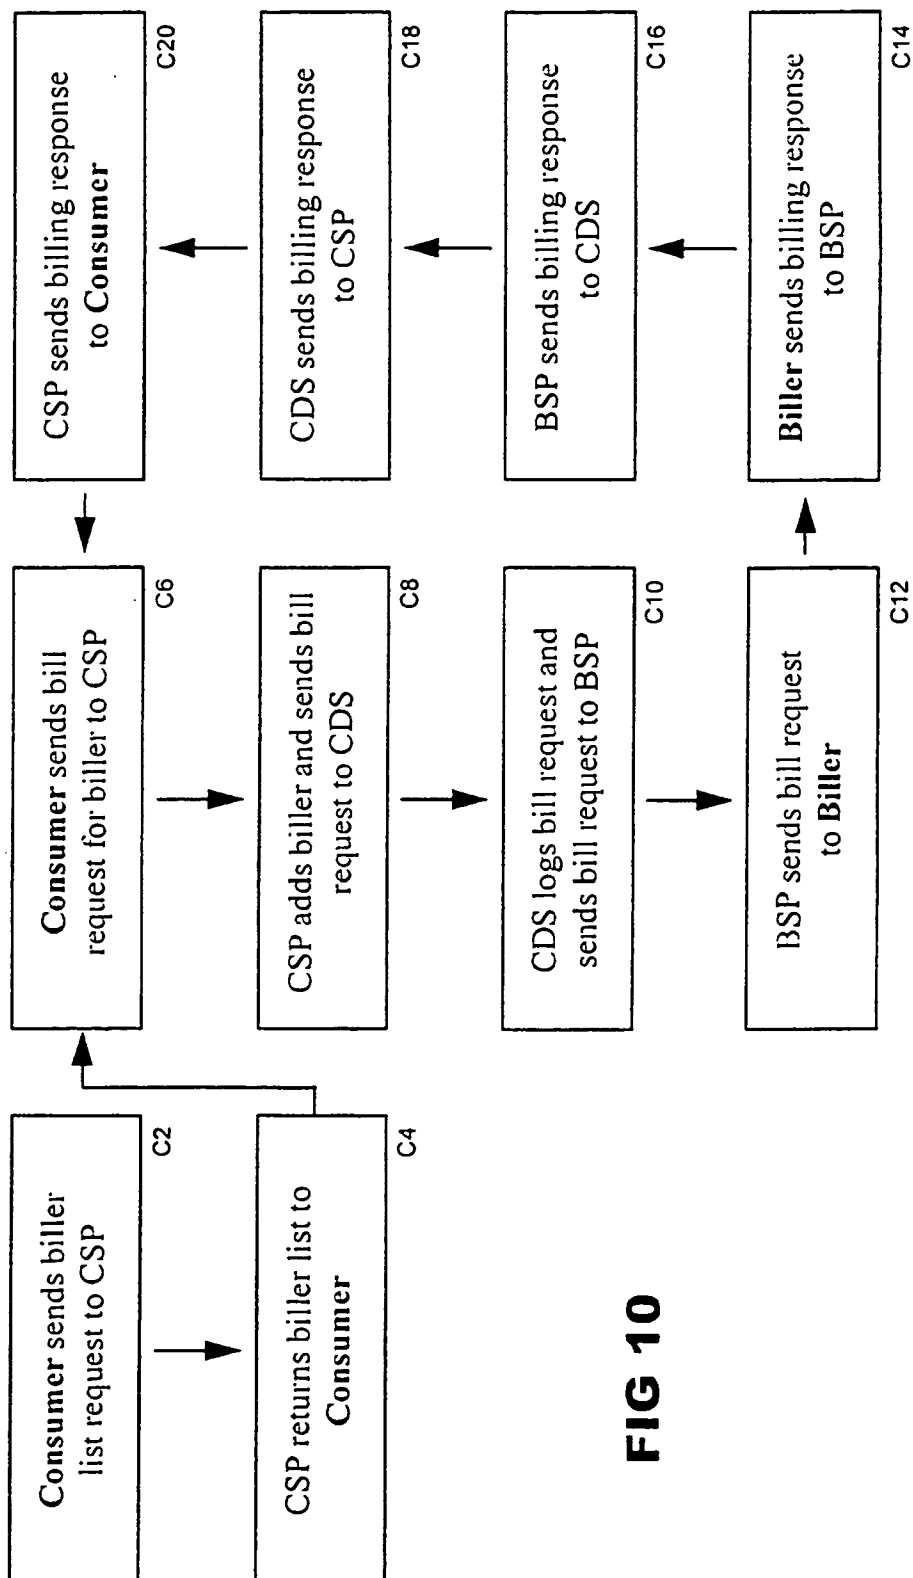 Consumer sends biller
list request to CSP
C2
CSP returns biller list to
Consumer
C4
Consumer sends bill
request for biller to CSP
C6
CSP adds biller and sends bill
request to CDS
C8
CDS logs bill request and
sends bill request to BSP
C10
BSP sends bill request
to Biller
C12
Biller sends billing response
to BSP
C14
BSP sends billing response
to CDS
C16
CDS sends billing response
to CSP
C18
CSP sends billing response
to Consumer
C20
FIG 10